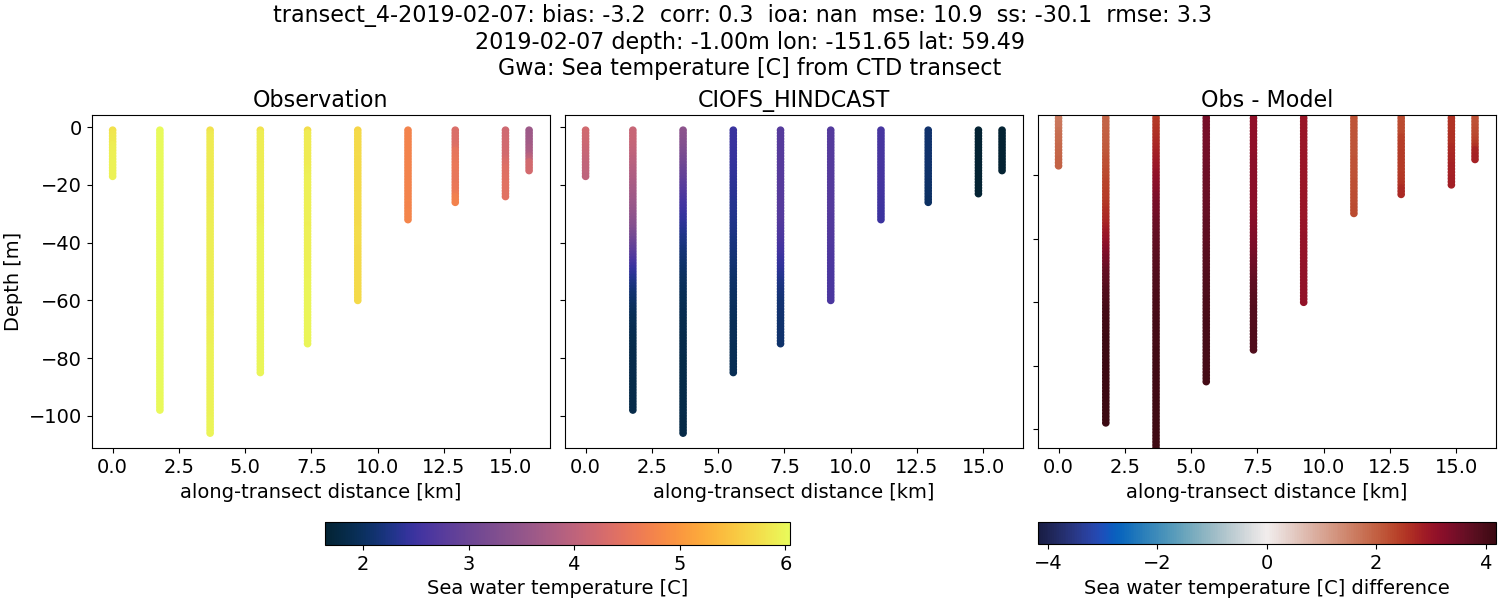 transect_4-2019-02-07: bias: -3.2  corr: 0.3  ioa: nan  mse: 10.9  ss: -30.1  rmse: 3.3
2019-02-07 depth: -1.00m lon: -151.65 lat: 59.49
Gwa: Sea temperature [C] from CTD transect
Observation
CIOFS_HINDCAST
Obs - Model
Depth [m]
0
−20
−40
−60
−80
−100
0.0 2.5 5.0 7.5 10.0 12.5 15.0
0.0 2.5 5.0 7.5 10.0 12.5 15.0
0.0 2.5 5.0 7.5 10.0 12.5 15.0
along-transect distance [km]
along-transect distance [km]
along-transect distance [km]
2 3 4 5 6
Sea water temperature [C]
−4 −2 0 2 4
Sea water temperature [C] difference